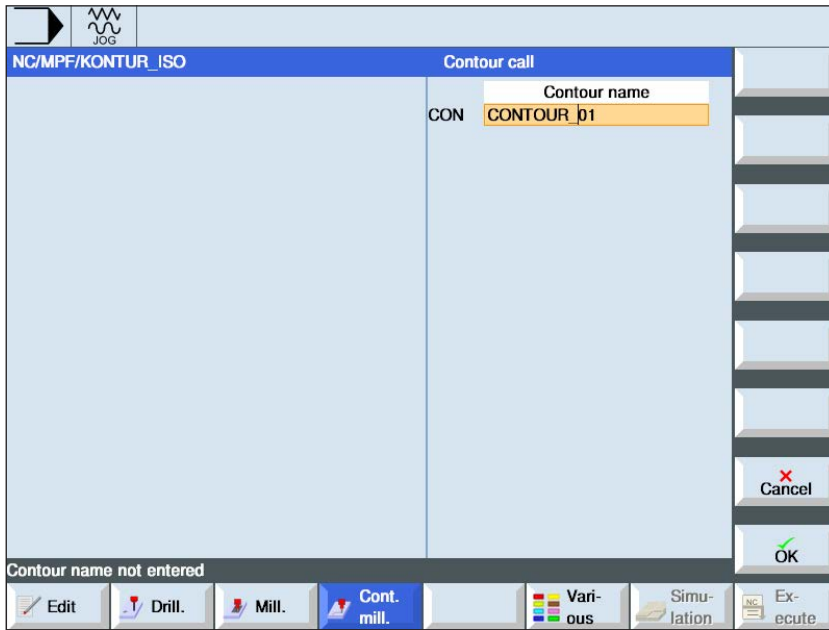 JOG
NC/MPF/KONTUR_ISO
Contour call
Contour name
CON CONTOUR_01
Cancel
OK
Contour name not entered
Edit
Drill.
Mill.
Cont.
mill.
Vari-
ous
Simu-
lation
NC
Ex-
ecute